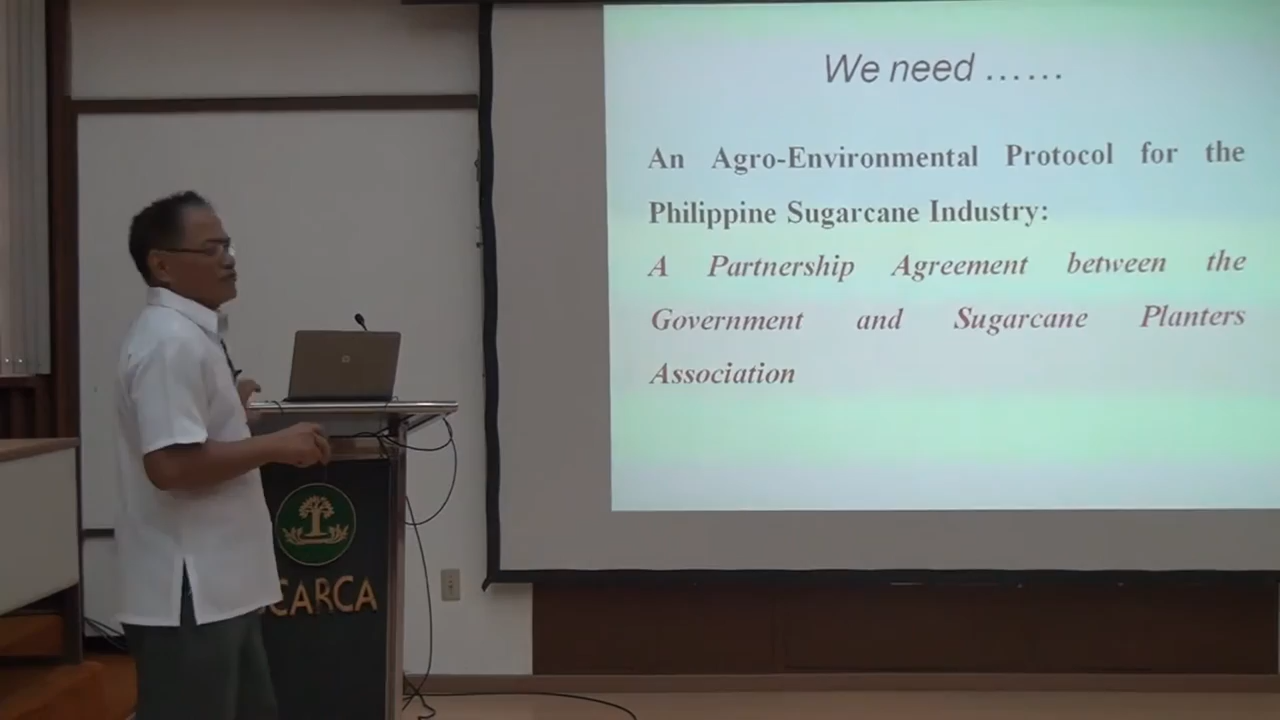 We need ......
An Agro-Environmental Protocol for the
Philippine Sugarcane Industry:
A Partnership Agreement between the
Government and Sugarcane Planters
Association
CARCA